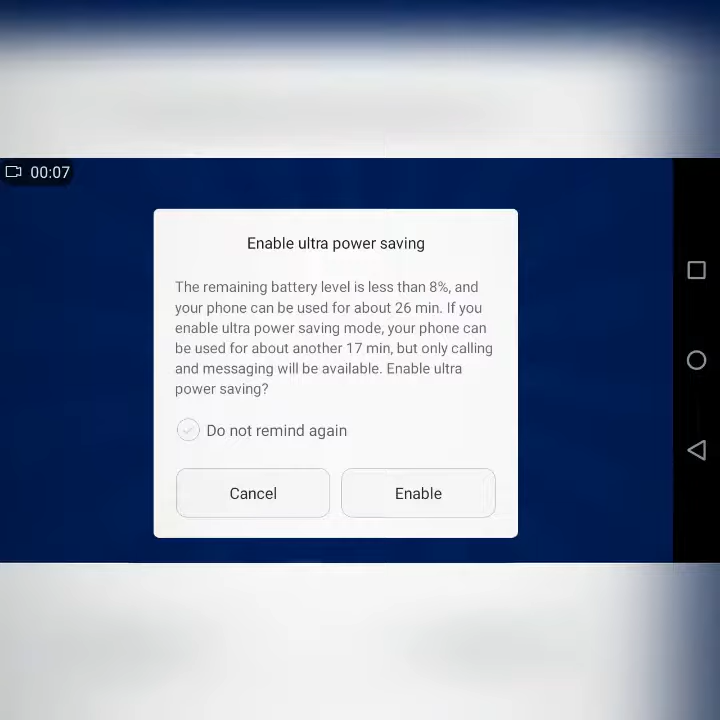 00:07
Enable ultra power saving
The remaining battery level is less than 8%, and
your phone can be used for about 26 min. If you
enable ultra power saving mode, your phone can
be used for about another 17 min, but only calling
and messaging will be available. Enable ultra
power saving?
Do not remind again
Cancel
Enable